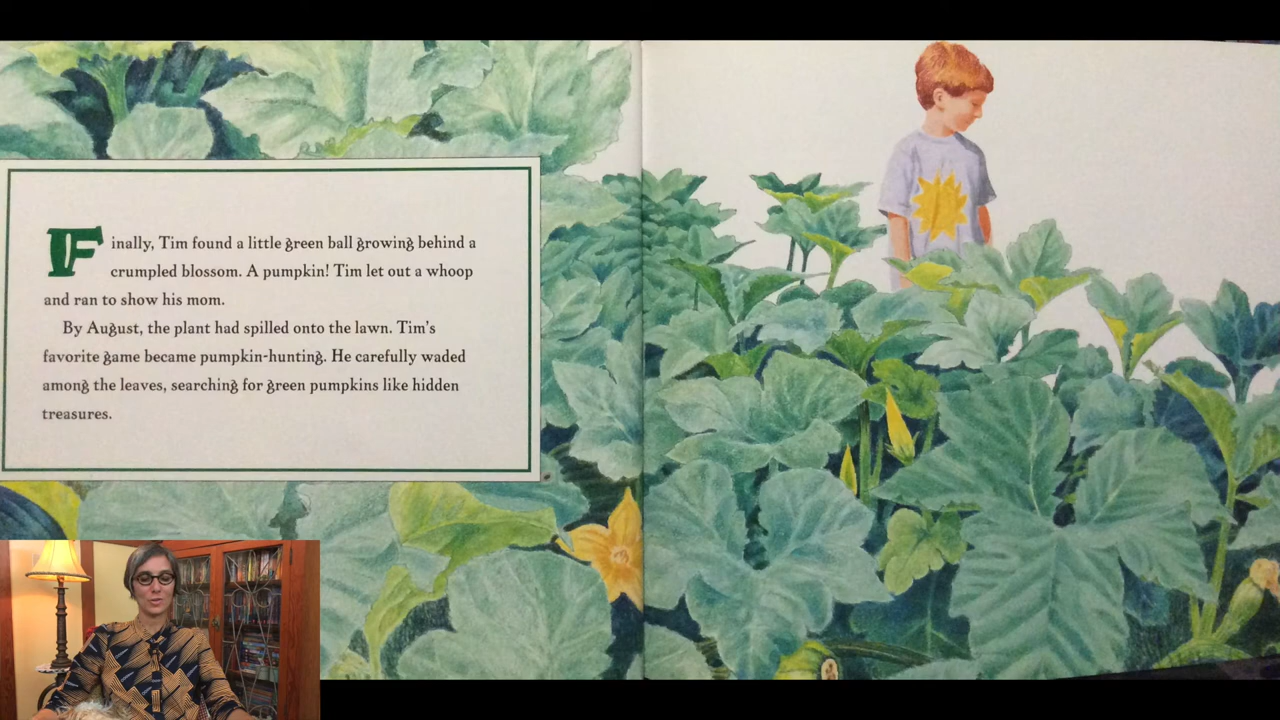 Finally, Tim found a little green ball growing behind a
crumpled blossom. A pumpkin! Tim let out a whoop
and ran to show his mom.
By August, the plant had spilled onto the lawn. Tim's
favorite game became pumpkin-hunting. He carefully waded
among the leaves, searching for green pumpkins like hidden
treasures.